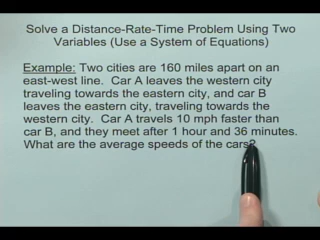 Solve a Distance-Rate-Time Problem Using Two
Variables (Use a System of Equations)
Example: Two cities are 160 miles apart on an
east-west line. Car A leaves the western city
traveling towards the eastern city, and car B
leaves the eastern city, traveling towards the
western city. Car A travels 10 mph faster than
car B, and they meet after 1 hour and 36 minutes.
What are the average speeds of the cars?